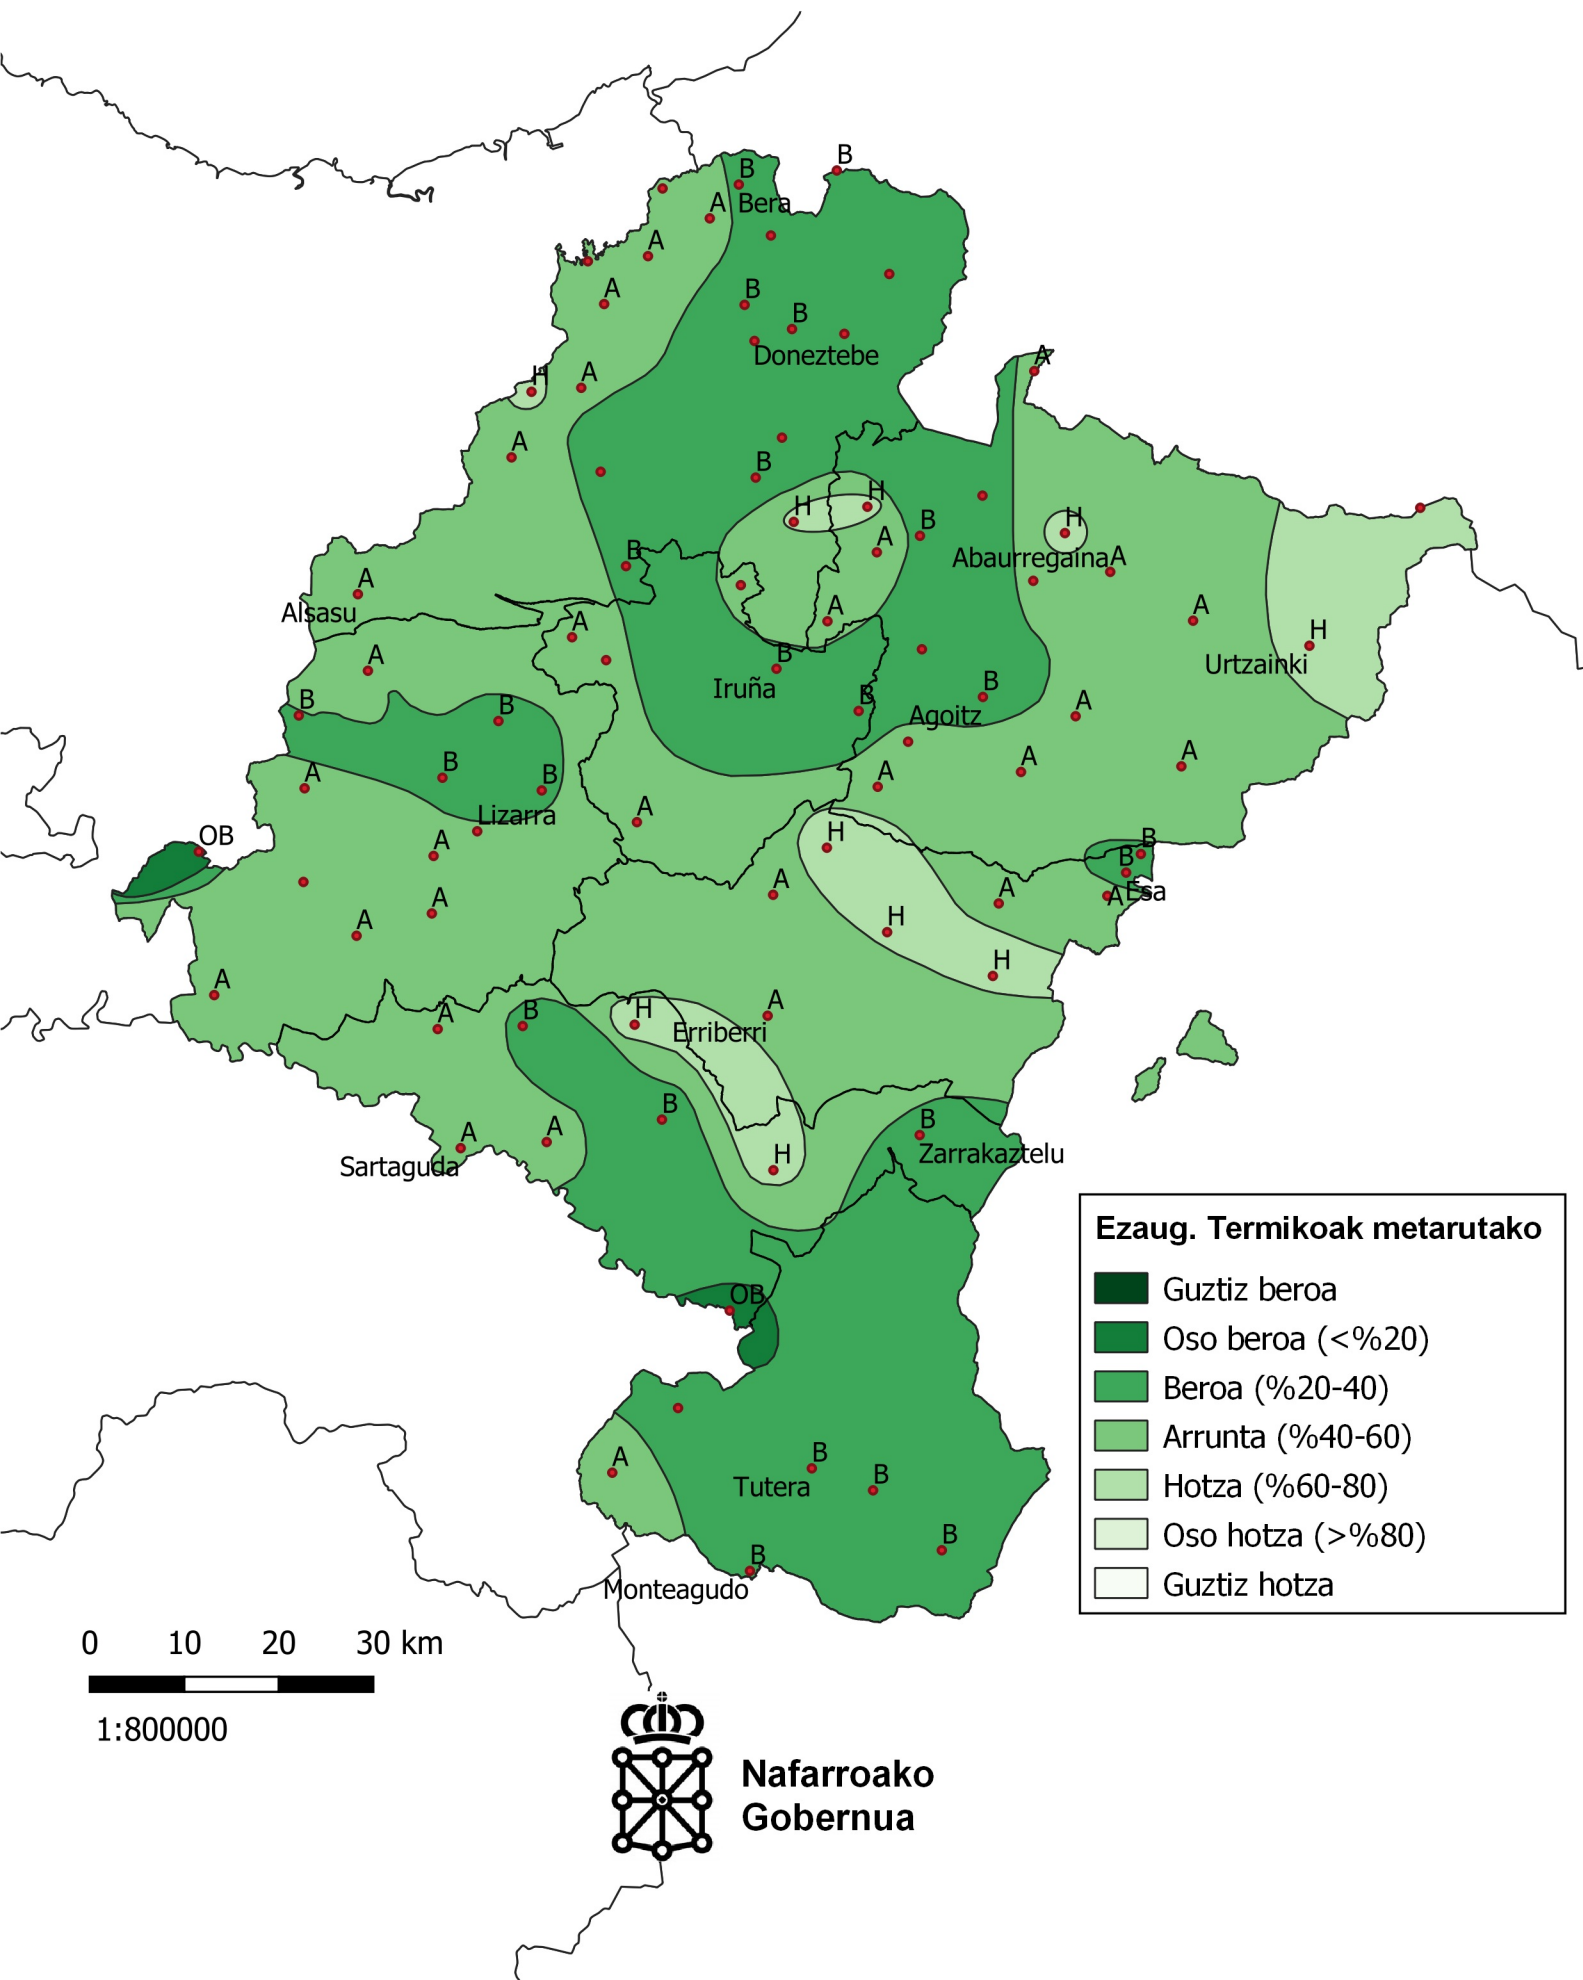 B
B
A
Bera
A
A
B
B
Doneztebe
A
H
A
A
B
H
H
B
H
A
Abaurregaina
A
B
A
Alsasu
A
A
A
H
Urtzainki
A
B
Iruña
B
B
Agoitz
A
B
B
A
A
B
B
A
A
A
Lizarra
OB
A
H
B
B
A
A
A
Esa
A
A
H
H
A
A
B
H
A
Erriberri
B
B
Zarrakaztelu
A
A
Sartaguda
H
OB
A
B
Tutera
B
B
B
Monteagudo
Ezaug. Termikoak metarutako
Guztiz beroa
Oso beroa (<%20)
Beroa (%20-40)
Arrunta (%40-60)
Hotza (%60-80)
Oso hotza (>%80)
Guztiz hotza
0 10 20 30 km
1:800000
Nafarroako
Gobernua